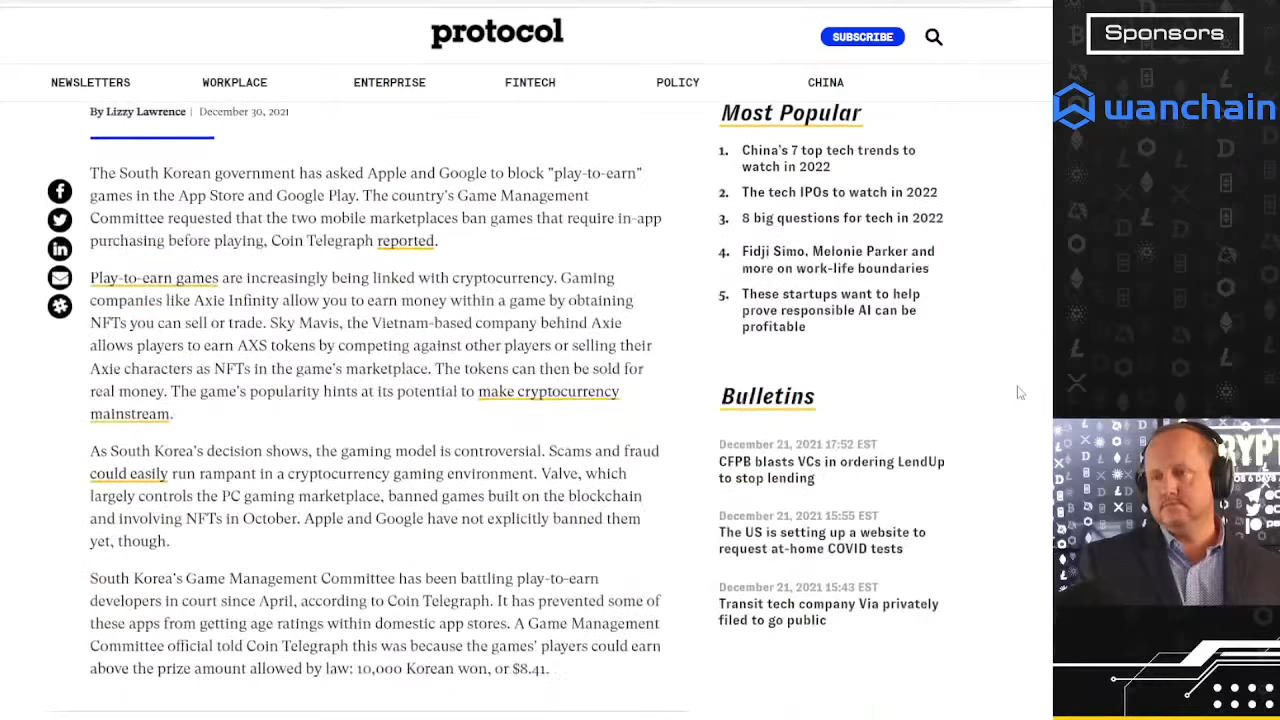 protocol
SUBSCRIBE
NEWSLETTERS
WORKPLACE
ENTERPRISE
FINTECH
POLICY
CHINA
By Lizzy Lawrence | December 30, 2021
The South Korean government has asked Apple and Google to block "play-to-earn"
games in the App Store and Google Play. The country's Game Management
Committee requested that the two mobile marketplaces ban games that require in-app
purchasing before playing, Coin Telegraph reported.
Play-to-earn games are increasingly being linked with cryptocurrency. Gaming
companies like Axie Infinity allow you to earn money within a game by obtaining
NFTs you can sell or trade. Sky Mavis, the Vietnam-based company behind Axie
allows players to earn AXS tokens by competing against other players or selling their
Axie characters as NFTs in the game's marketplace. The tokens can then be sold for
real money. The game's popularity hints at its potential to make cryptocurrency
mainstream.
As South Korea's decision shows, the gaming model is controversial. Scams and fraud
could easily run rampant in a cryptocurrency gaming environment. Valve, which
largely controls the PC gaming marketplace, banned games built on the blockchain
and involving NFTs in October. Apple and Google have not explicitly banned them
yet, though.
South Korea's Game Management Committee has been battling play-to-earn
developers in court since April, according to Coin Telegraph. It has prevented some of
these apps from getting age ratings within domestic app stores. A Game Management
Committee official told Coin Telegraph this was because the games' players could earn
above the prize amount allowed by law: 10,000 Korean won, or $8.41.
Most Popular
1. China's 7 top tech trends to
watch in 2022
2. The tech IPOs to watch in 2022
3. 8 big questions for tech in 2022
4. Fidji Simo, Melonie Parker and
more on work-life boundaries
5. These startups want to help
prove responsible AI can be
profitable
Bulletins
December 21, 2021 17:52 EST
CFPB blasts VCs in ordering LendUp
to stop lending
December 21, 2021 15:55 EST
The US is setting up a website to
request at-home COVID tests
December 21, 2021 15:43 EST
Transit tech company Via privately
filed to go public
Sponsors
wanchain